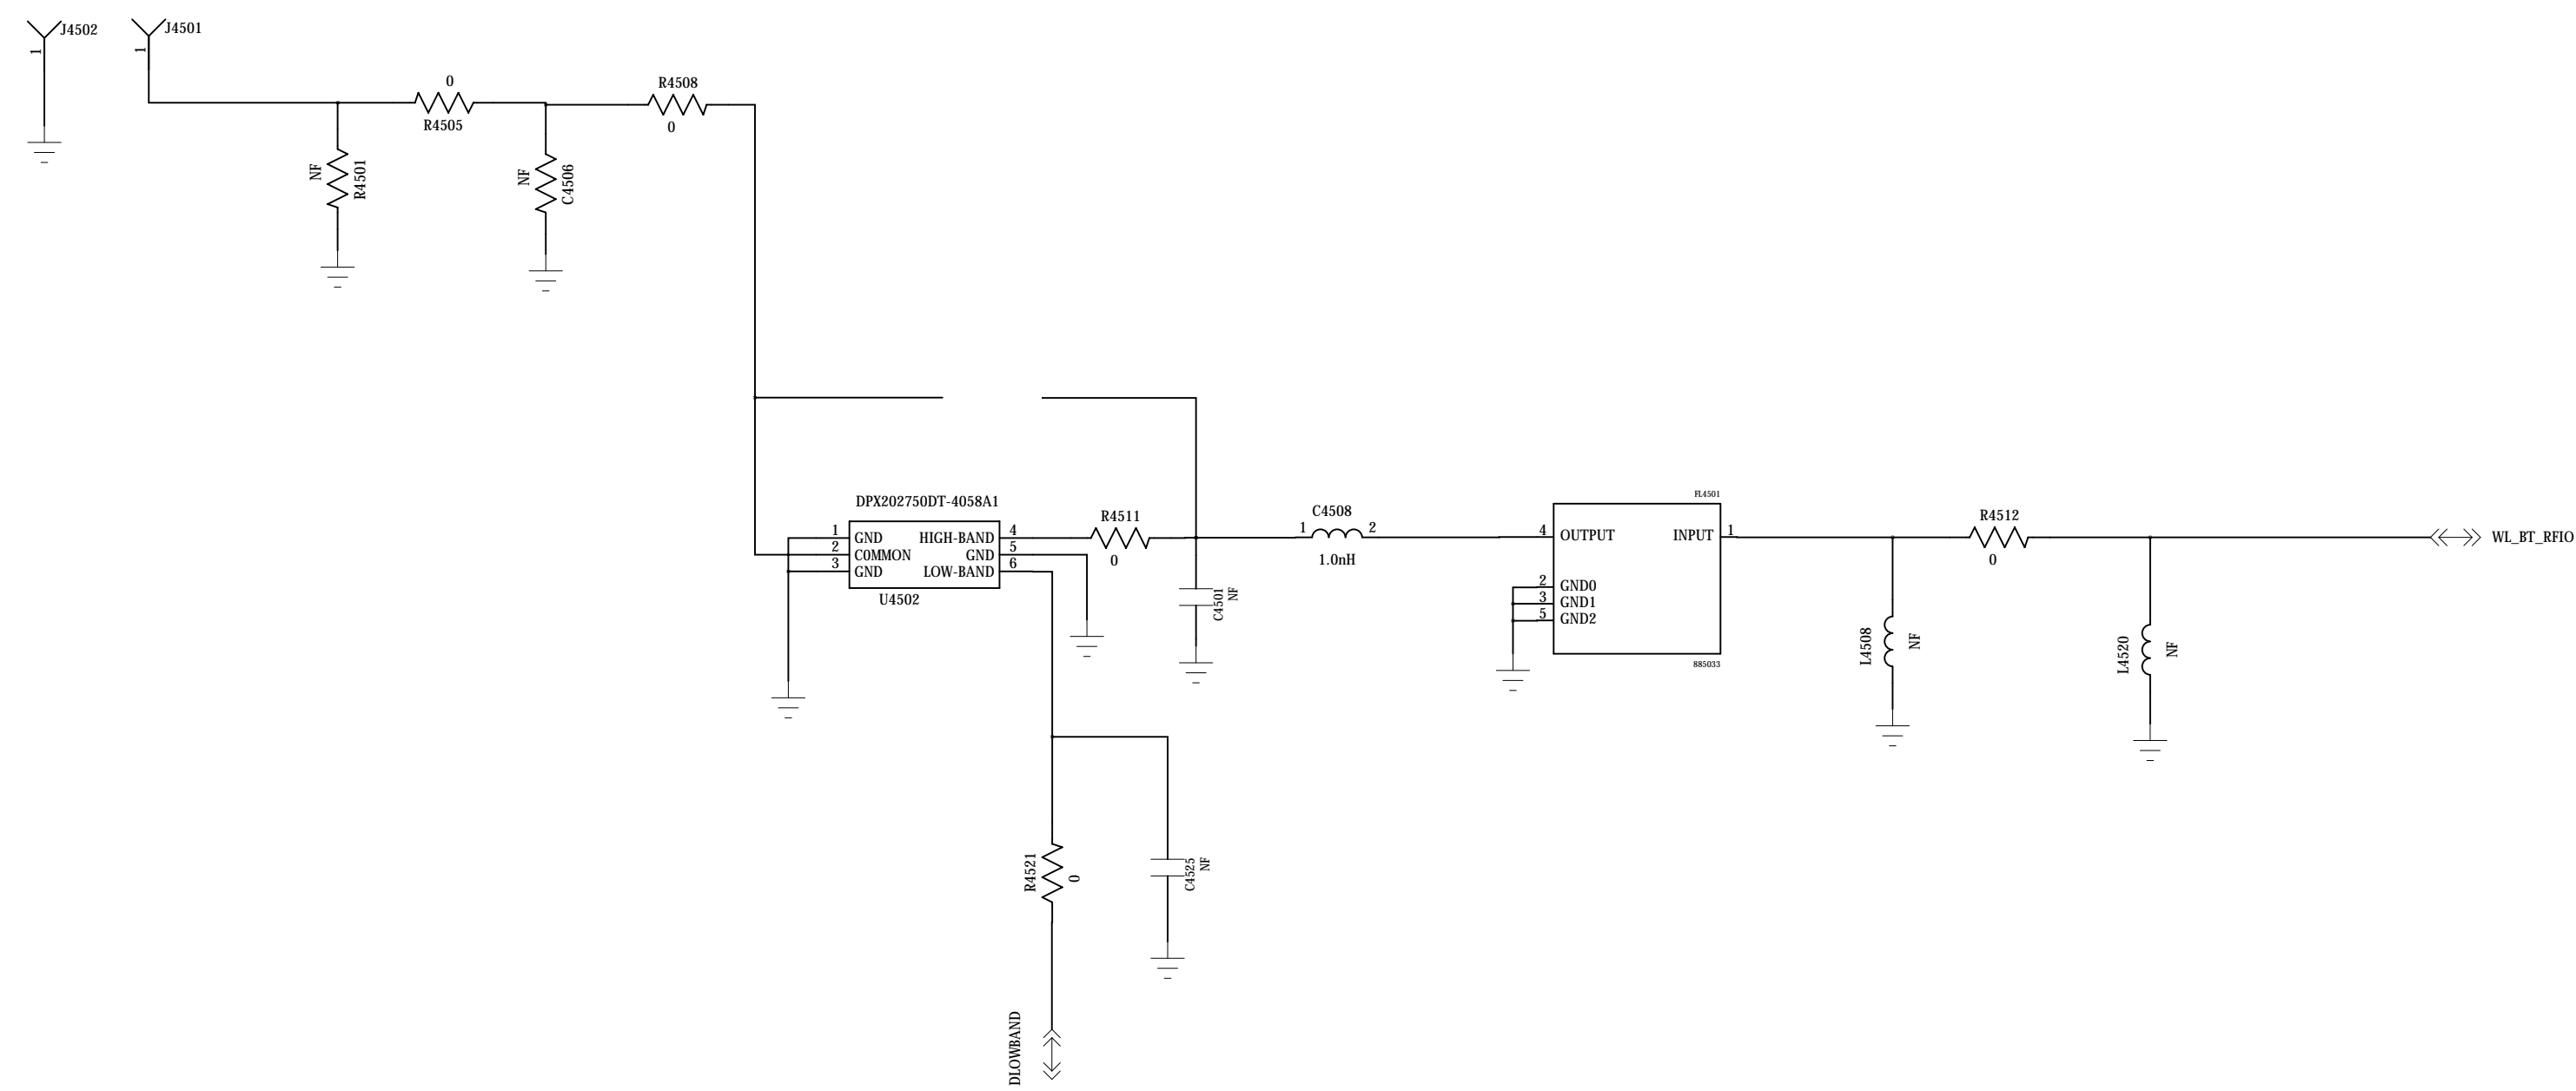 J4502
1
J4501
1
0
R4505
R4508
0
NF
R4501
NF
C4506
DPX202750DT-4058A1
1 GND
2 COMMON
3 GND
HIGH-BAND 4
GND 5
LOW-BAND 6
U4502
R4511
0
C4501
NF
C4508
1 2
1.0nH
FL4501
4 OUTPUT
INPUT 1
2 GND0
3 GND1
5 GND2
885033
R4512
0
WL_BT_RFIO
L4508
NF
L4520
NF
R4521
0
C4525
NF
DLOWBAND